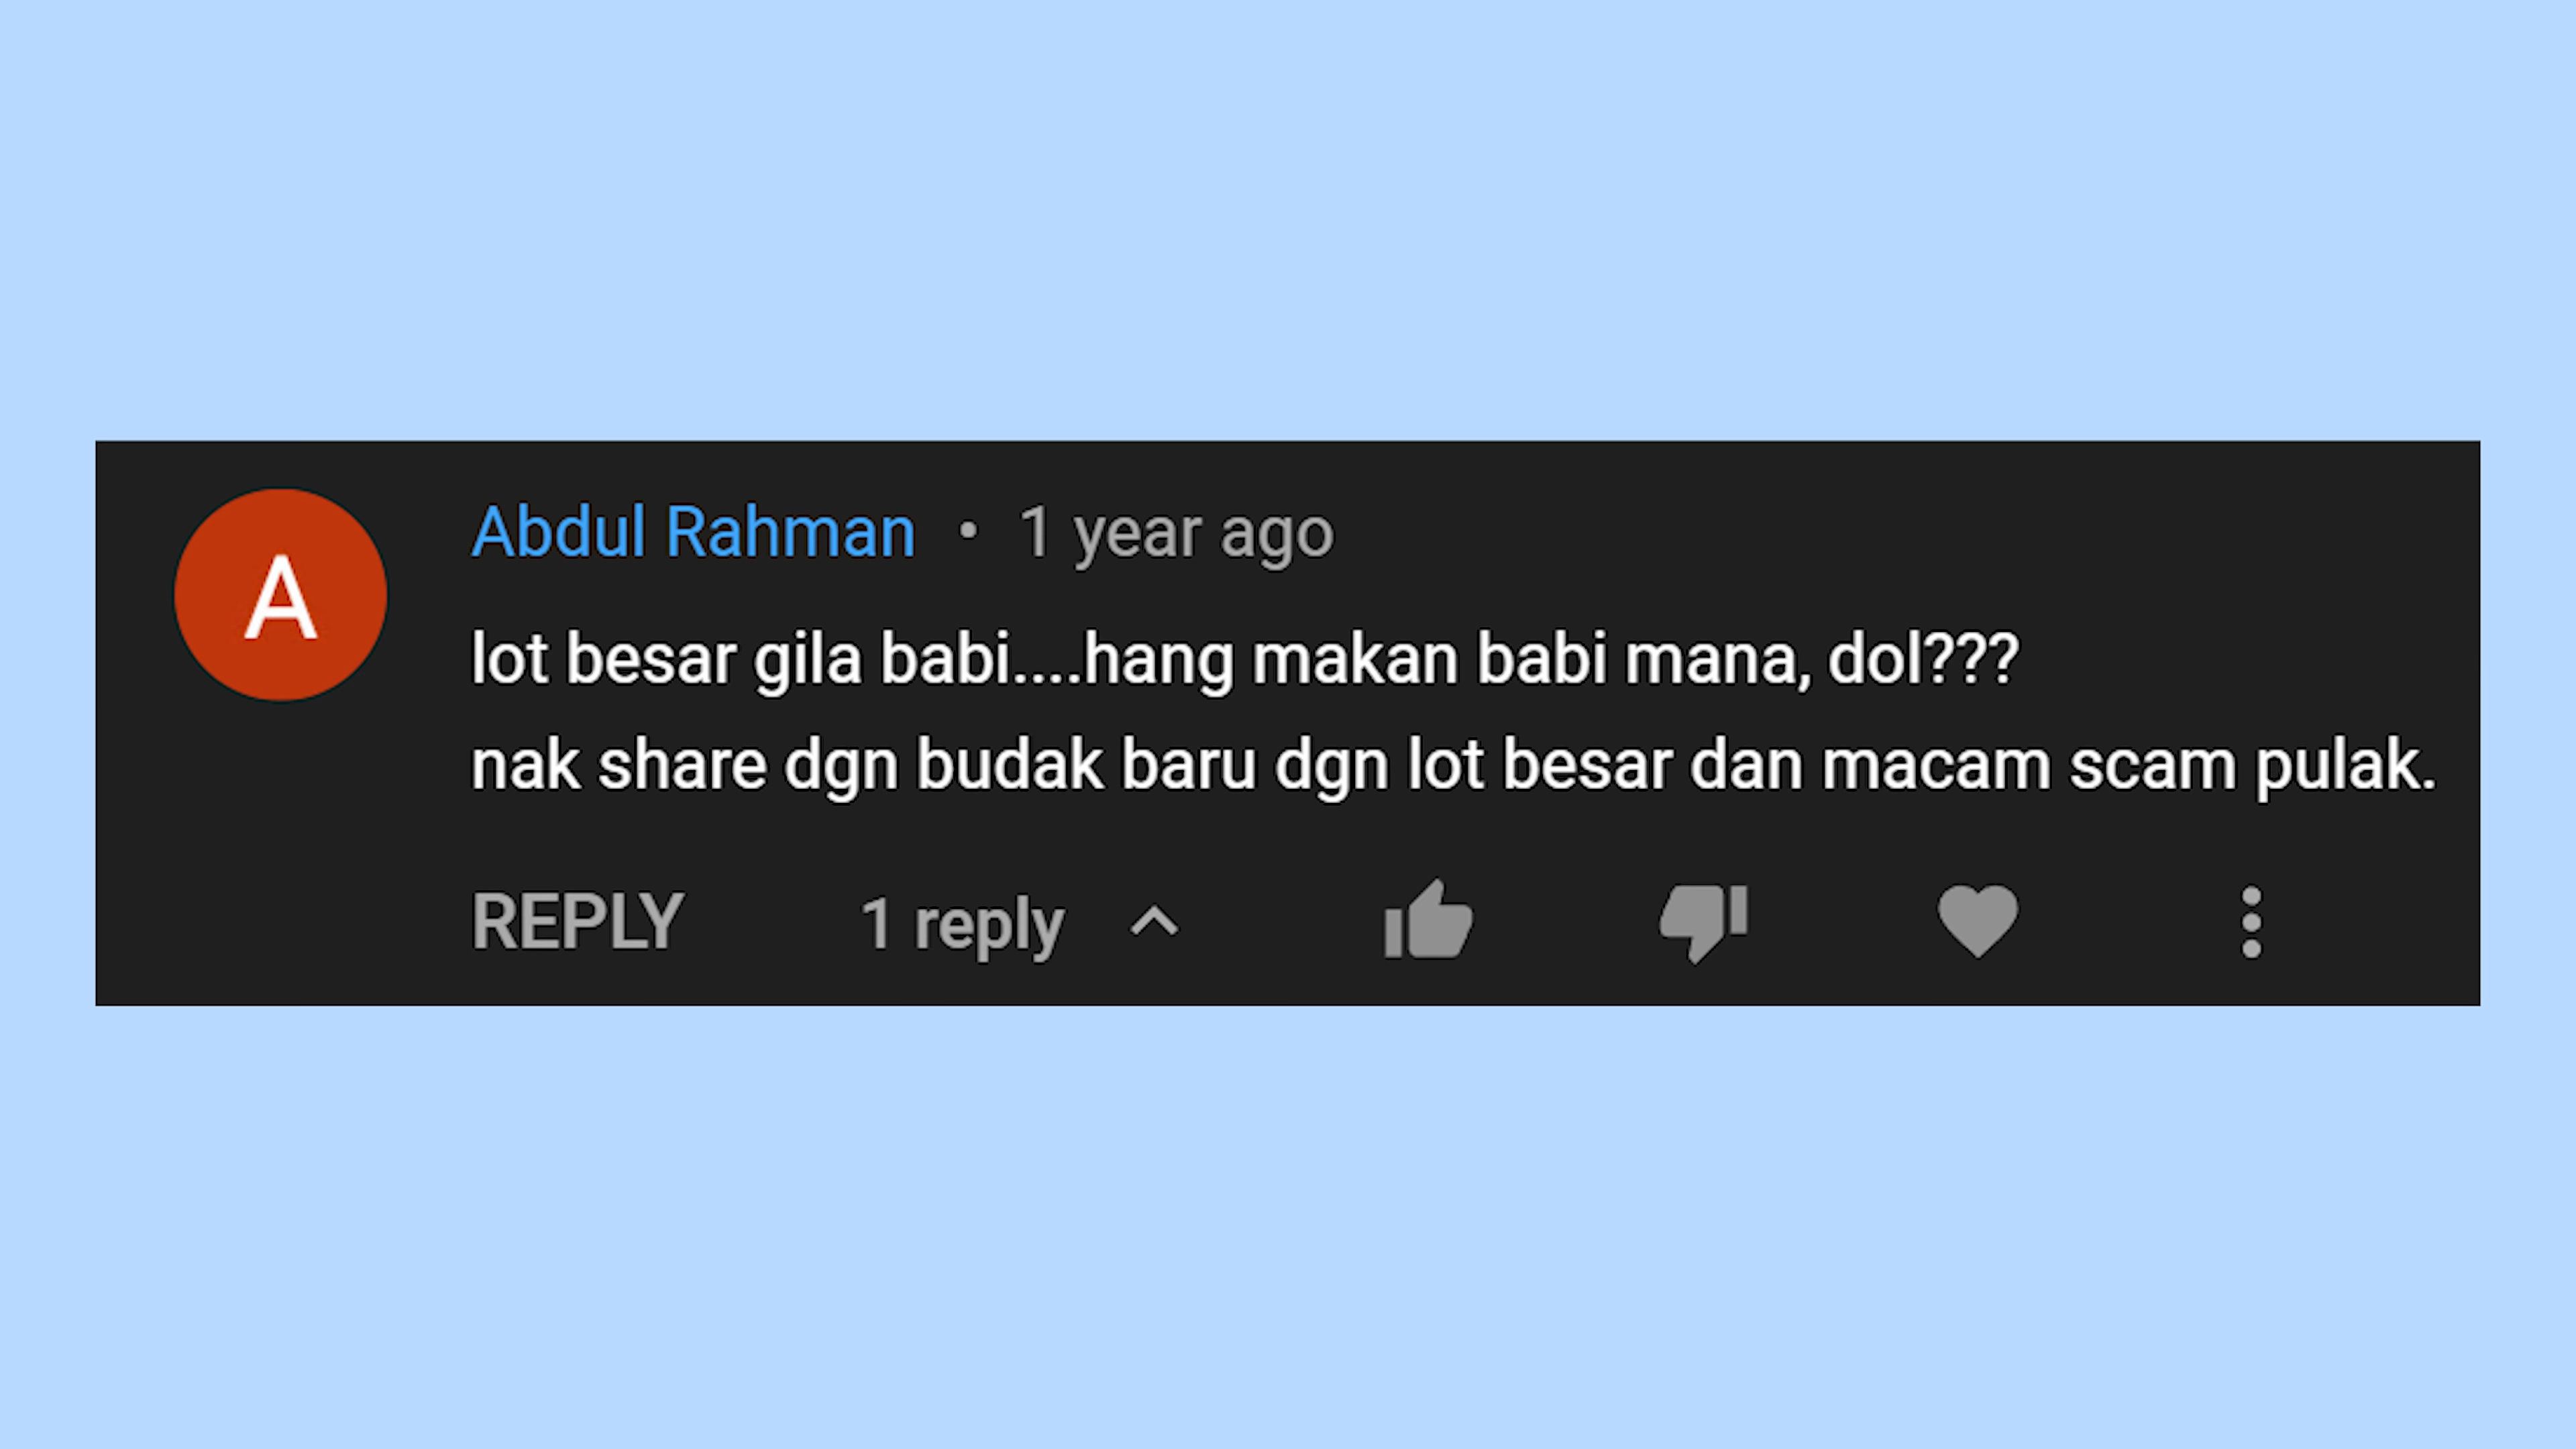 A
Abdul Rahman • 1 year ago
lot besar gila babi....hang makan babi mana, dol???
nak share dgn budak baru dgn lot besar dan macam scam pulak.
REPLY 1 reply